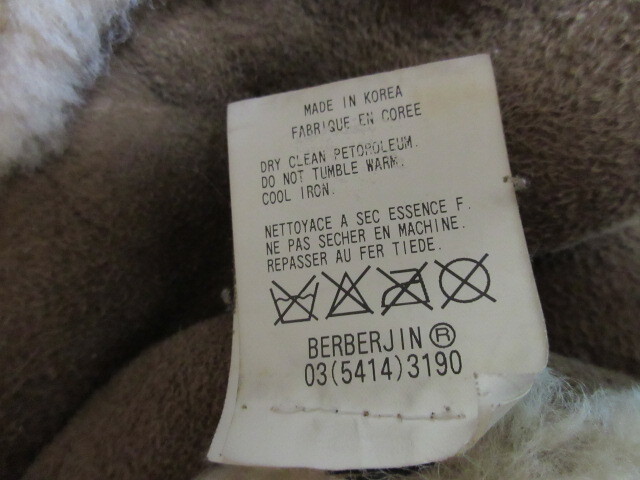 MADE IN KOREA
FABRIQUE EN COREE
DRY CLEAN PETOROLEUM.
DO NOT TUMBLE WARM.
COOL IRON.
NETTOYACE A SEC ESSENCE F.
NE PAS SECHER EN MACHINE.
REPASSER AU FER TIEDE.
BERBERJIN ®
03(5414)3190